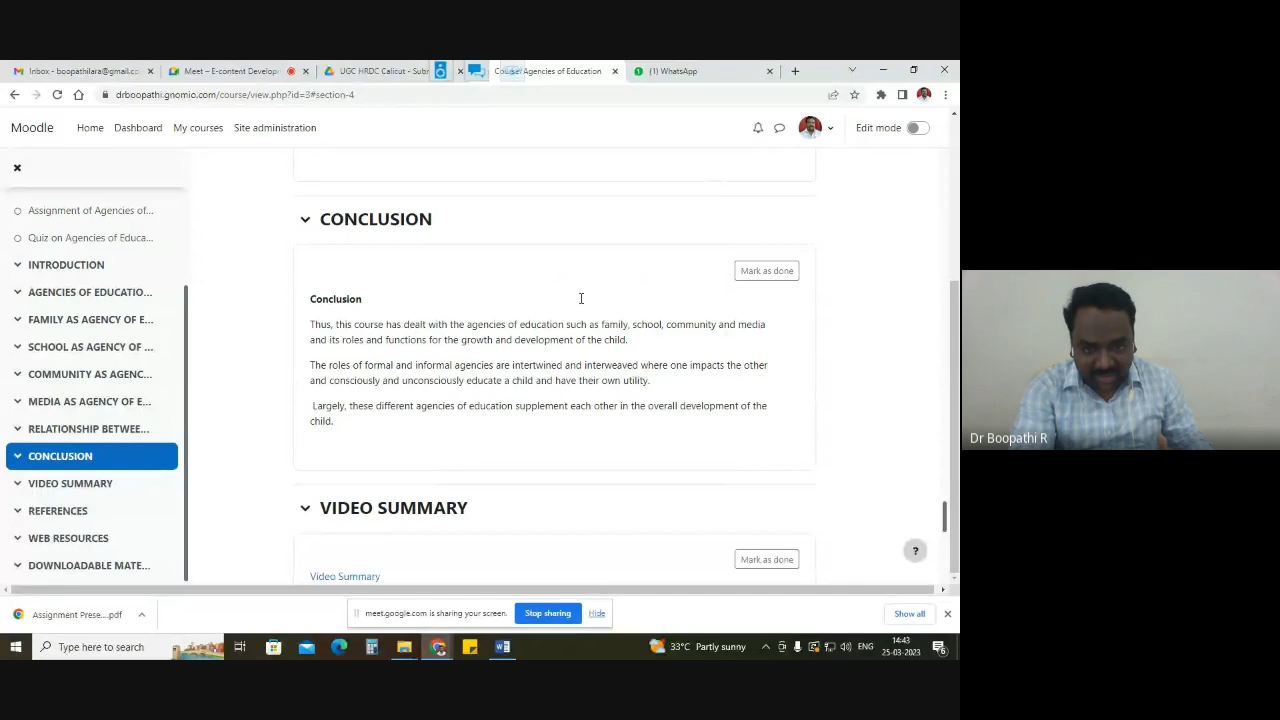 Inbox - boopathilara@gmail.co
Meet – E-content Develop
UGC HRDC Calicut - Subm
Agencies of Education
(1) WhatsApp
drboopathi.gnomio.com/course/view.php?id=3#section-4
Moodle
Home
Dashboard
My courses
Site administration
Edit mode
Assignment of Agencies of...
Quiz on Agencies of Educa...
INTRODUCTION
AGENCIES OF EDUCATIO...
FAMILY AS AGENCY OF E...
SCHOOL AS AGENCY OF ...
COMMUNITY AS AGENC...
MEDIA AS AGENCY OF E...
RELATIONSHIP BETWEE...
CONCLUSION
VIDEO SUMMARY
REFERENCES
WEB RESOURCES
DOWNLOADABLE MATE...
CONCLUSION
Mark as done
Conclusion
Thus, this course has dealt with the agencies of education such as family, school, community and media
and its roles and functions for the growth and development of the child.
The roles of formal and informal agencies are intertwined and interweaved where one impacts the other
and consciously and unconsciously educate a child and have their own utility.
Largely, these different agencies of education supplement each other in the overall development of the
child.
VIDEO SUMMARY
Mark as done
Video Summary
?
Dr Boopathi R
Assignment Prese....pdf
meet.google.com is sharing your screen.
Stop sharing
Hide
Show all
Type here to search
33°C Partly sunny
ENG
14:43
25-03-2023
6